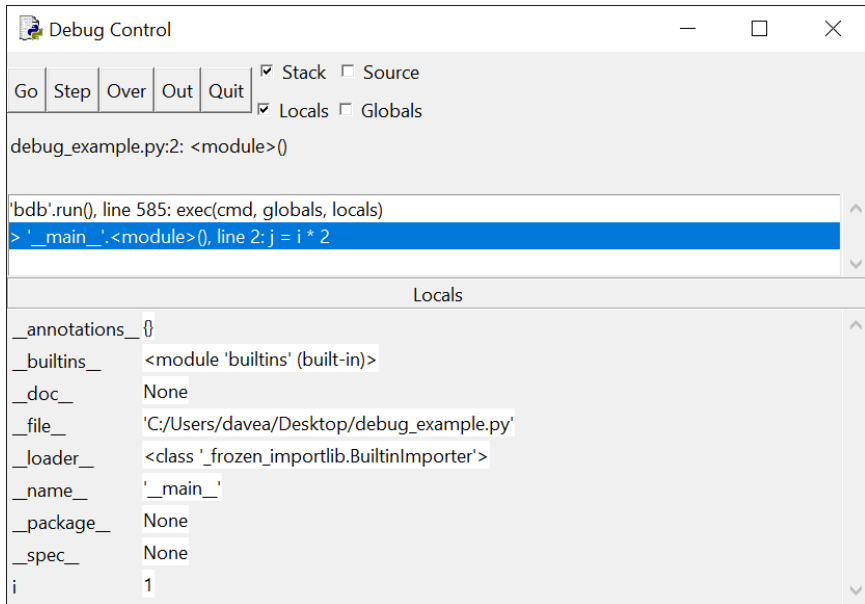 Debug Control
Go Step Over Out Quit
Stack Source
Locals Globals
debug_example.py:2: <module>()
'bdb'.run(), line 585: exec(cmd, globals, locals)
> '__main__'.<module>(), line 2: j = i * 2
Locals
__annotations__ {}
__builtins__ <module 'builtins' (built-in)>
__doc__ None
__file__ 'C:/Users/davea/Desktop/debug_example.py'
__loader__ <class '_frozen_importlib.BuiltinImporter'>
__name__ '__main__'
__package__ None
__spec__ None
i 1